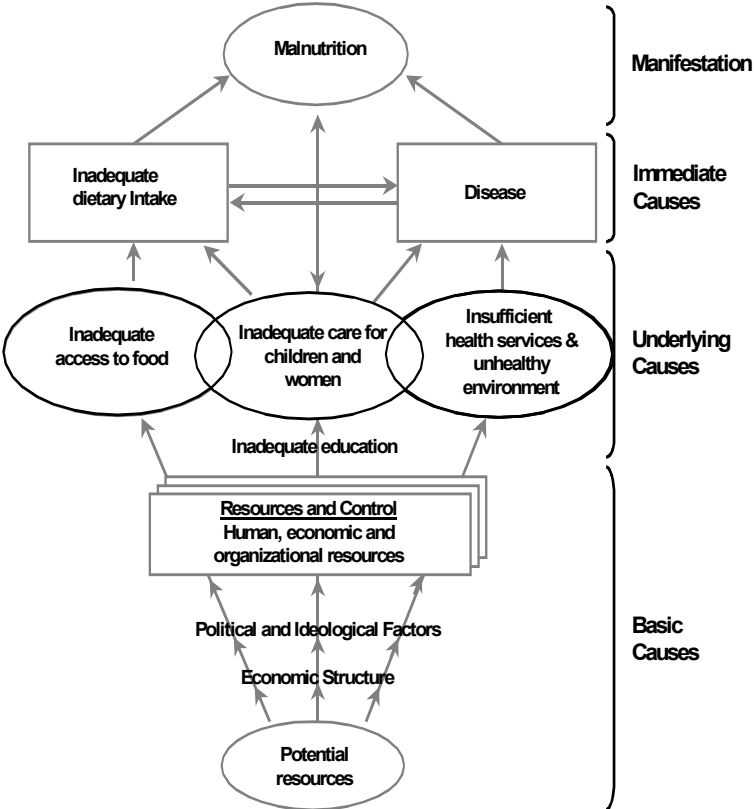 Malnutrition
Manifestation
Inadequate
dietary Intake
Disease
Immediate
Causes
Inadequate
access to food
Inadequate care for
children and
women
Insufficient
health services &
unhealthy
environment
Underlying
Causes
Inadequate education
Resources and Control
Human, economic and
organizational resources
Political and Ideological Factors
Economic Structure
Basic
Causes
Potential
resources